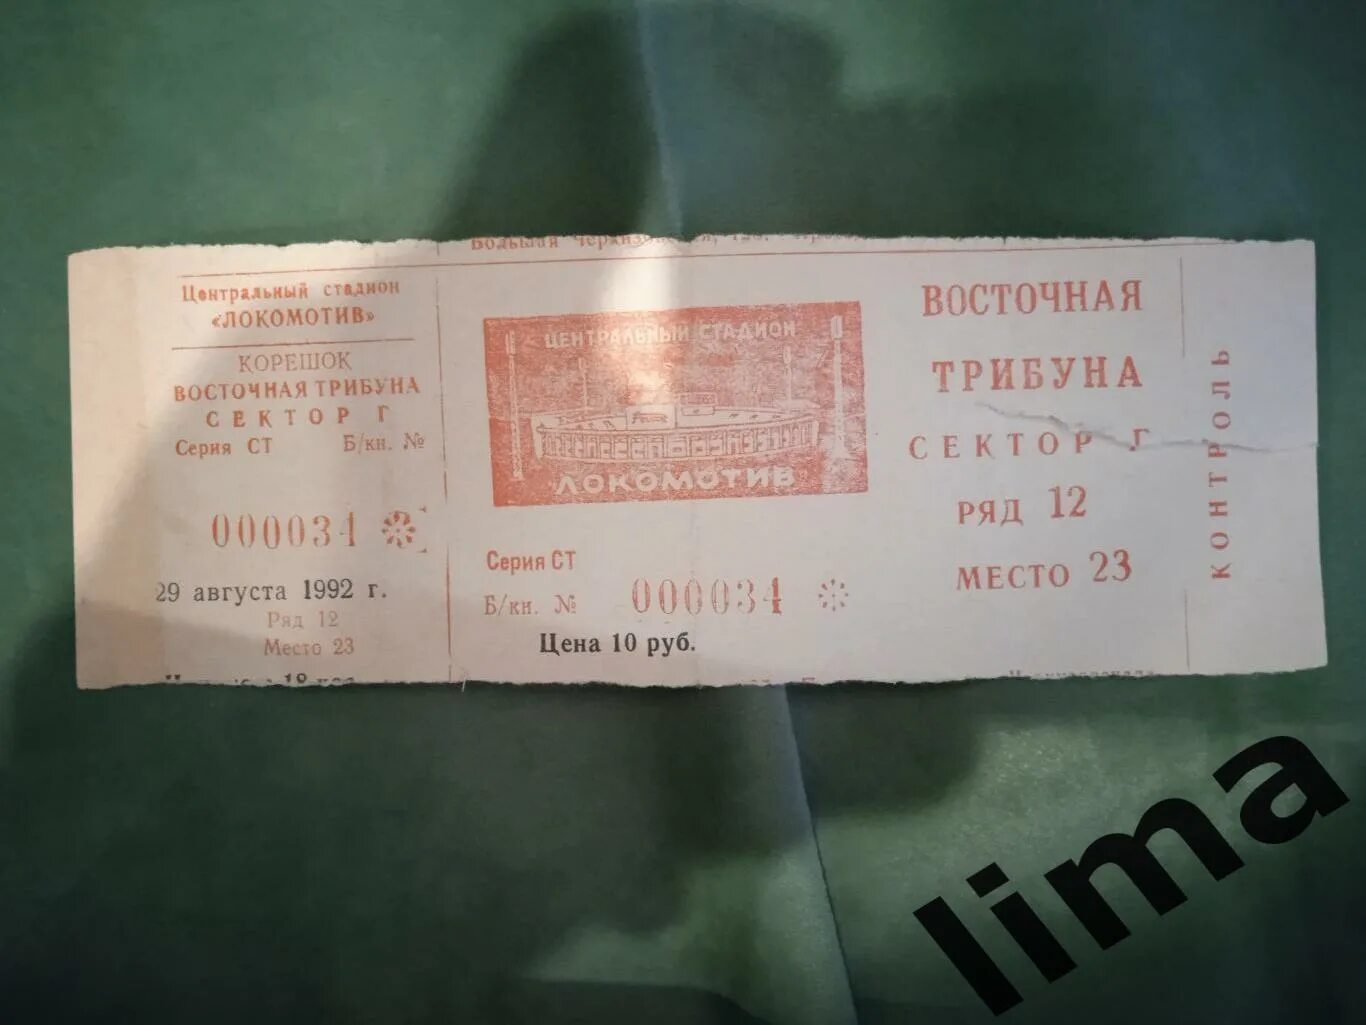 Большая
Центральный стадион
«ЛОКОМОТИВ»
КОРЕШОК
ВОСТОЧНАЯ ТРИБУНА
СЕКТОР Г
Серия СТ Б/кн. №
000034
29 августа 1992 г.
Ряд 12
Место 23
ЦЕНТРАЛЬНЫЙ СТАДИОН
ЛОКОМОТИВ
Серия СТ
Б/кн. № 000034
Цена 10 руб.
ВОСТОЧНАЯ
ТРИБУНА
СЕКТОР Г
РЯД 12
МЕСТО 23
КОНТРОЛЬ
lima